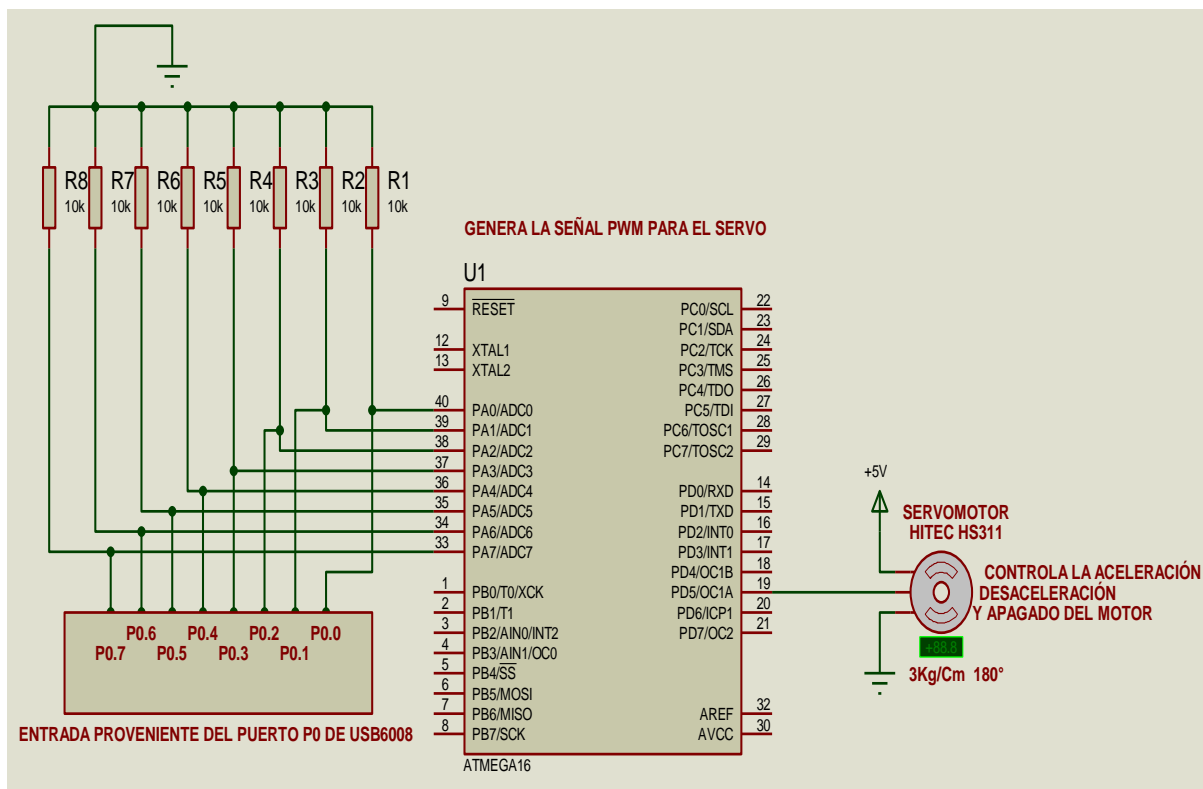 R8 R7 R6 R5 R4 R3 R2 R1
10k 10k 10k 10k 10k 10k 10k 10k
GENERA LA SEÑAL PWM PARA EL SERVO
U1
9 RESET
12 XTAL1
13 XTAL2
40 PA0/ADC0
39 PA1/ADC1
38 PA2/ADC2
37 PA3/ADC3
36 PA4/ADC4
35 PA5/ADC5
34 PA6/ADC6
33 PA7/ADC7
1 PB0/T0/XCK
2 PB1/T1
3 PB2/AIN0/INT2
4 PB3/AIN1/OC0
5 PB4/SS
6 PB5/MOSI
7 PB6/MISO
8 PB7/SCK
PC0/SCL 22
PC1/SDA 23
PC2/TCK 24
PC3/TMS 25
PC4/TDO 26
PC5/TDI 27
PC6/TOSC1 28
PC7/TOSC2 29
PD0/RXD 14
PD1/TXD 15
PD2/INT0 16
PD3/INT1 17
PD4/OC1B 18
PD5/OC1A 19
PD6/ICP1 20
PD7/OC2 21
AREF 32
AVCC 30
ATMEGA16
+5V
SERVOMOTOR
HITEC HS311
CONTROLA LA ACELERACIÓN
DESACELERACIÓN
Y APAGADO DEL MOTOR
+88.8
3Kg/Cm 180°
P0.6 P0.4 P0.2 P0.0
P0.7 P0.5 P0.3 P0.1
ENTRADA PROVENIENTE DEL PUERTO P0 DE USB6008